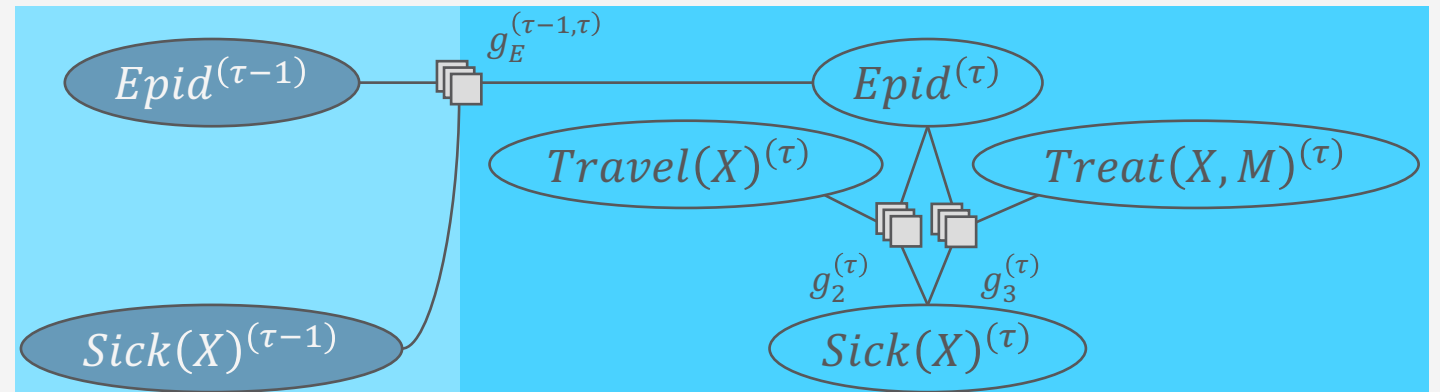 g_E^{(τ−1,τ)}
Epid^{(τ−1)}
Epid^{(τ)}
Travel(X)^{(τ)}
Treat(X, M)^{(τ)}
g_2^{(τ)}
g_3^{(τ)}
Sick(X)^{(τ−1)}
Sick(X)^{(τ)}